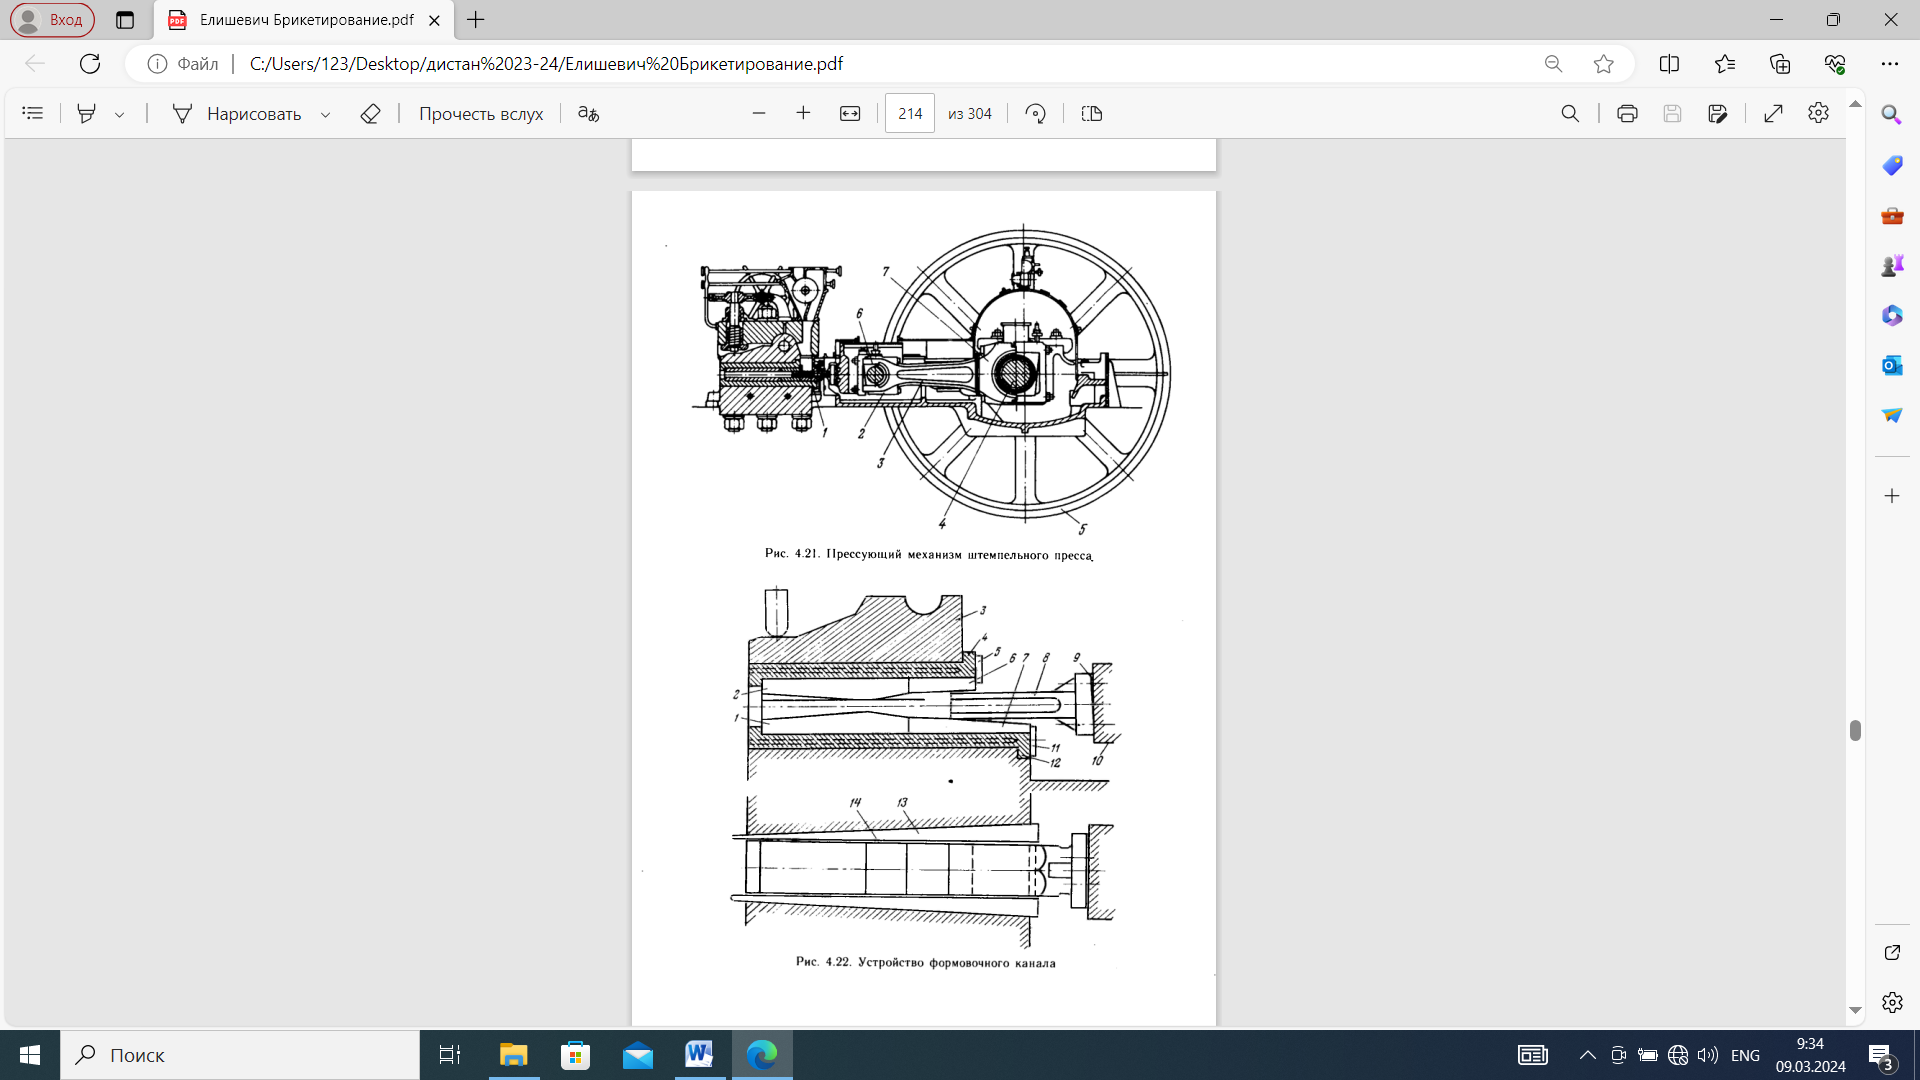 Вход
Елишевич Брикетирование.pdf
Файл
C:/Users/123/Desktop/дистан%2023-24/Елишевич%20Брикетирование.pdf
Нарисовать
Прочесть вслух
аあ
214
из 304
7
6
1
2
3
4
5
Рис. 4.21. Прессующий механизм штемпельного пресса.
3
4
5
6 7 8 9
2
1
11
12
10
14 13
Рис. 4.22. Устройство формовочного канала
Поиск
ENG
9:34
09.03.2024
3